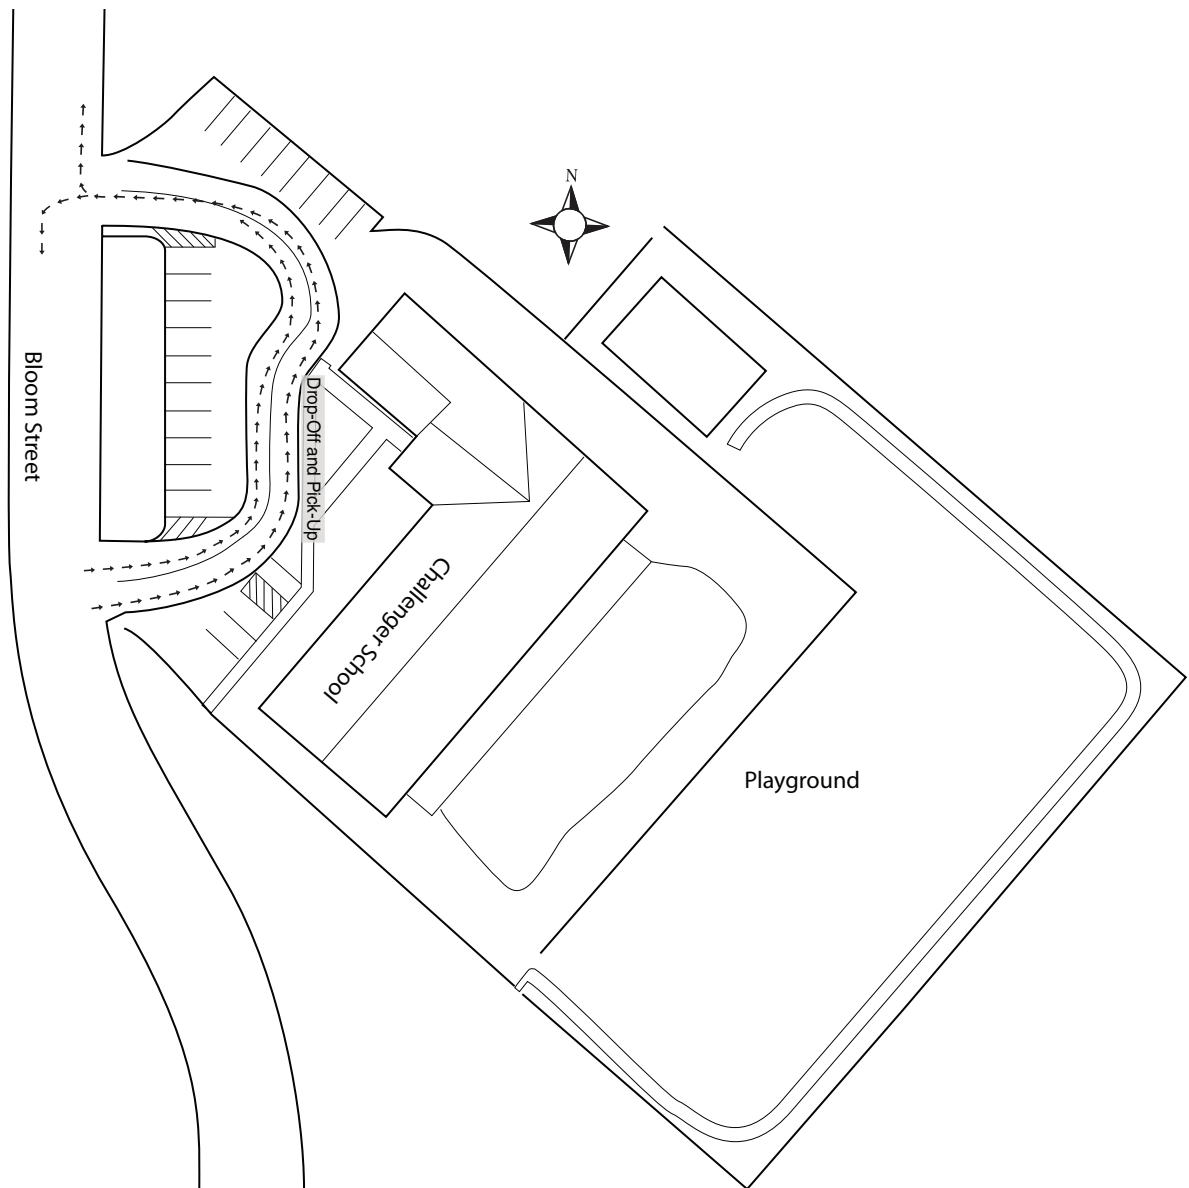 N
Bloom Street
Drop-Off and Pick-Up
Challenger School
Playground